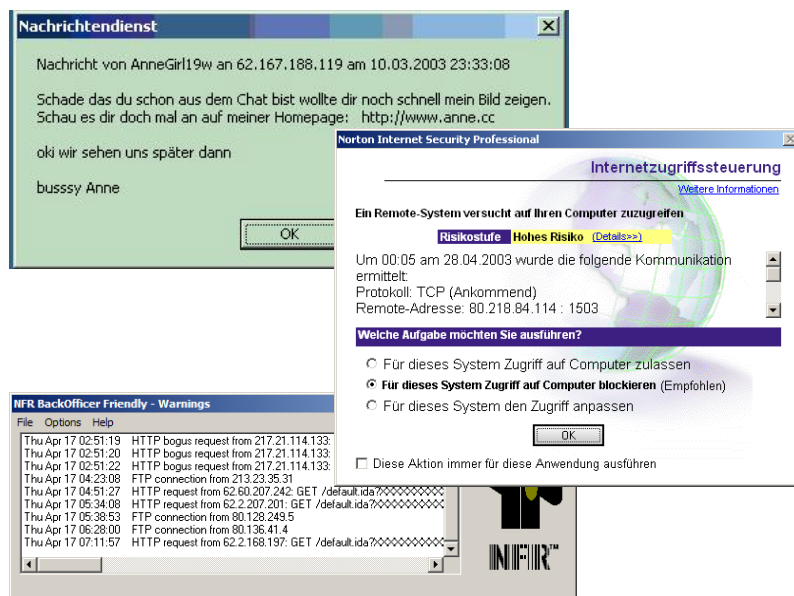 Nachrichtendienst
Nachricht von AnneGirl19w an 62.167.188.119 am 10.03.2003 23:33:08
Schade das du schon aus dem Chat bist wollte dir noch schnell mein Bild zeigen.
Schau es dir doch mal an auf meiner Homepage: http://www.anne.cc
oki wir sehen uns später dann
busssy Anne
OK
Norton Internet Security Professional
Internetzugriffssteuerung
Weitere Informationen
Ein Remote-System versucht auf Ihren Computer zuzugreifen
Risikostufe Hohes Risiko (Details>>)
Um 00:05 am 28.04.2003 wurde die folgende Kommunikation
ermittelt:
Protokoll: TCP (Ankommend)
Remote-Adresse: 80.218.84.114 : 1503
Welche Aufgabe möchten Sie ausführen?
Für dieses System Zugriff auf Computer zulassen
Für dieses System Zugriff auf Computer blockieren (Empfohlen)
Für dieses System den Zugriff anpassen
OK
Diese Aktion immer für diese Anwendung ausführen
NFR BackOfficer Friendly - Warnings
File Options Help
Thu Apr 17 02:51:19 HTTP bogus request from 217.21.114.133:
Thu Apr 17 02:51:20 HTTP bogus request from 217.21.114.133:
Thu Apr 17 02:51:22 HTTP bogus request from 217.21.114.133:
Thu Apr 17 04:23:08 FTP connection from 213.23.35.31
Thu Apr 17 04:51:27 HTTP request from 62.60.207.242: GET /default.ida?XXXXXXXXXX
Thu Apr 17 05:34:08 HTTP request from 62.2.207.201: GET /default.ida?XXXXXXXXXXX
Thu Apr 17 05:38:53 FTP connection from 80.128.249.5
Thu Apr 17 06:28:00 FTP connection from 80.136.41.4
Thu Apr 17 07:11:57 HTTP request from 62.2.168.197: GET /default.ida?XXXXXXXXXXX
NFR™